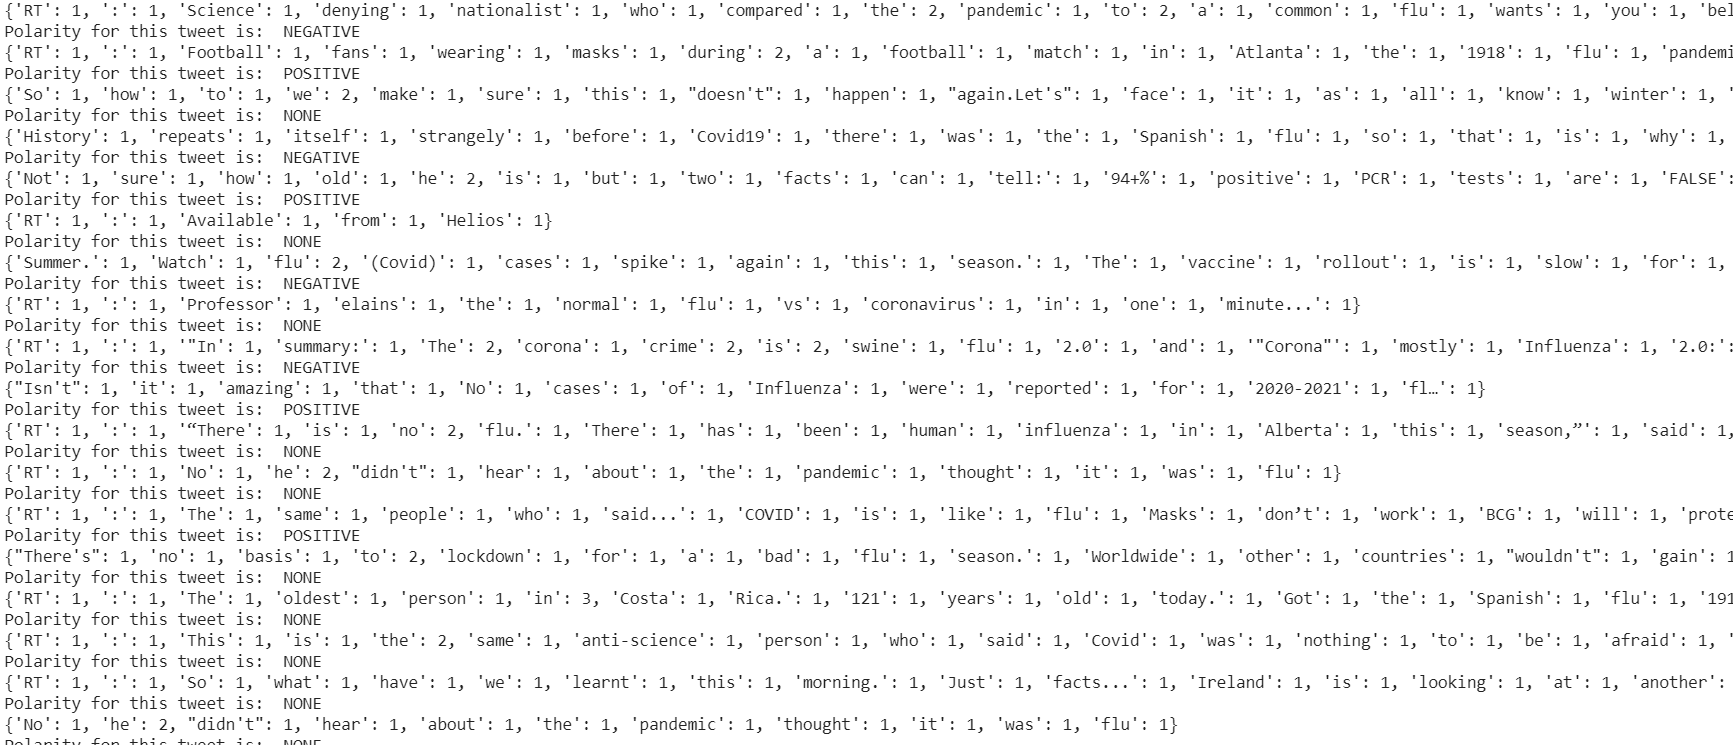 {'RT': 1, ':': 1, 'Science': 1, 'denying': 1, 'nationalist': 1, 'who': 1, 'compared': 1, 'the': 2, 'pandemic': 1, 'to': 2, 'a': 1, 'common': 1, 'flu': 1, 'wants': 1, 'you': 1, 'bel
Polarity for this tweet is:  NEGATIVE
{'RT': 1, ':': 1, 'Football': 1, 'fans': 1, 'wearing': 1, 'masks': 1, 'during': 2, 'a': 1, 'football': 1, 'match': 1, 'in': 1, 'Atlanta': 1, 'the': 1, '1918': 1, 'flu': 1, 'pandemi
Polarity for this tweet is:  POSITIVE
{'So': 1, 'how': 1, 'to': 1, 'we': 2, 'make': 1, 'sure': 1, 'this': 1, "doesn't": 1, 'happen': 1, "again.Let's": 1, 'face': 1, 'it': 1, 'as': 1, 'all': 1, 'know': 1, 'winter': 1, '
Polarity for this tweet is:  NONE
{'History': 1, 'repeats': 1, 'itself': 1, 'strangely': 1, 'before': 1, 'Covid19': 1, 'there': 1, 'was': 1, 'the': 1, 'Spanish': 1, 'flu': 1, 'so': 1, 'that': 1, 'is': 1, 'why': 1,
Polarity for this tweet is:  NEGATIVE
{'Not': 1, 'sure': 1, 'how': 1, 'old': 1, 'he': 2, 'is': 1, 'but': 1, 'two': 1, 'facts': 1, 'can': 1, 'tell:': 1, '94+%': 1, 'positive': 1, 'PCR': 1, 'tests': 1, 'are': 1, 'FALSE':
Polarity for this tweet is:  POSITIVE
{'RT': 1, ':': 1, 'Available': 1, 'from': 1, 'Helios': 1}
Polarity for this tweet is:  NONE
{'Summer.': 1, 'Watch': 1, 'flu': 2, '(Covid)': 1, 'cases': 1, 'spike': 1, 'again': 1, 'this': 1, 'season.': 1, 'The': 1, 'vaccine': 1, 'rollout': 1, 'is': 1, 'slow': 1, 'for': 1,
Polarity for this tweet is:  NEGATIVE
{'RT': 1, ':': 1, 'Professor': 1, 'elains': 1, 'the': 1, 'normal': 1, 'flu': 1, 'vs': 1, 'coronavirus': 1, 'in': 1, 'one': 1, 'minute...': 1}
Polarity for this tweet is:  NONE
{'RT': 1, ':': 1, '"In': 1, 'summary:': 1, 'The': 2, 'corona': 1, 'crime': 2, 'is': 2, 'swine': 1, 'flu': 1, '2.0': 1, 'and': 1, '"Corona"': 1, 'mostly': 1, 'Influenza': 1, '2.0:':
Polarity for this tweet is:  NEGATIVE
{"Isn't": 1, 'it': 1, 'amazing': 1, 'that': 1, 'No': 1, 'cases': 1, 'of': 1, 'Influenza': 1, 'were': 1, 'reported': 1, 'for': 1, '2020-2021': 1, 'fl…': 1}
Polarity for this tweet is:  POSITIVE
{'RT': 1, ':': 1, '“There': 1, 'is': 1, 'no': 2, 'flu.': 1, 'There': 1, 'has': 1, 'been': 1, 'human': 1, 'influenza': 1, 'in': 1, 'Alberta': 1, 'this': 1, 'season,”': 1, 'said': 1,
Polarity for this tweet is:  NONE
{'RT': 1, ':': 1, 'No': 1, 'he': 2, "didn't": 1, 'hear': 1, 'about': 1, 'the': 1, 'pandemic': 1, 'thought': 1, 'it': 1, 'was': 1, 'flu': 1}
Polarity for this tweet is:  NONE
{'RT': 1, ':': 1, 'The': 1, 'same': 1, 'people': 1, 'who': 1, 'said...': 1, 'COVID': 1, 'is': 1, 'like': 1, 'flu': 1, 'Masks': 1, 'don’t': 1, 'work': 1, 'BCG': 1, 'will': 1, 'prote
Polarity for this tweet is:  POSITIVE
{"There's": 1, 'no': 1, 'basis': 1, 'to': 2, 'lockdown': 1, 'for': 1, 'a': 1, 'bad': 1, 'flu': 1, 'season.': 1, 'Worldwide': 1, 'other': 1, 'countries': 1, "wouldn't": 1, 'gain': 1
Polarity for this tweet is:  NONE
{'RT': 1, ':': 1, 'The': 1, 'oldest': 1, 'person': 1, 'in': 3, 'Costa': 1, 'Rica.': 1, '121': 1, 'years': 1, 'old': 1, 'today.': 1, 'Got': 1, 'the': 1, 'Spanish': 1, 'flu': 1, '191
Polarity for this tweet is:  NONE
{'RT': 1, ':': 1, 'This': 1, 'is': 1, 'the': 2, 'same': 1, 'anti-science': 1, 'person': 1, 'who': 1, 'said': 1, 'Covid': 1, 'was': 1, 'nothing': 1, 'to': 1, 'be': 1, 'afraid': 1, '
Polarity for this tweet is:  NONE
{'RT': 1, ':': 1, 'So': 1, 'what': 1, 'have': 1, 'we': 1, 'learnt': 1, 'this': 1, 'morning.': 1, 'Just': 1, 'facts...': 1, 'Ireland': 1, 'is': 1, 'looking': 1, 'at': 1, 'another':
Polarity for this tweet is:  NONE
{'No': 1, 'he': 2, "didn't": 1, 'hear': 1, 'about': 1, 'the': 1, 'pandemic': 1, 'thought': 1, 'it': 1, 'was': 1, 'flu': 1}
Polarity for this tweet is:  NONE